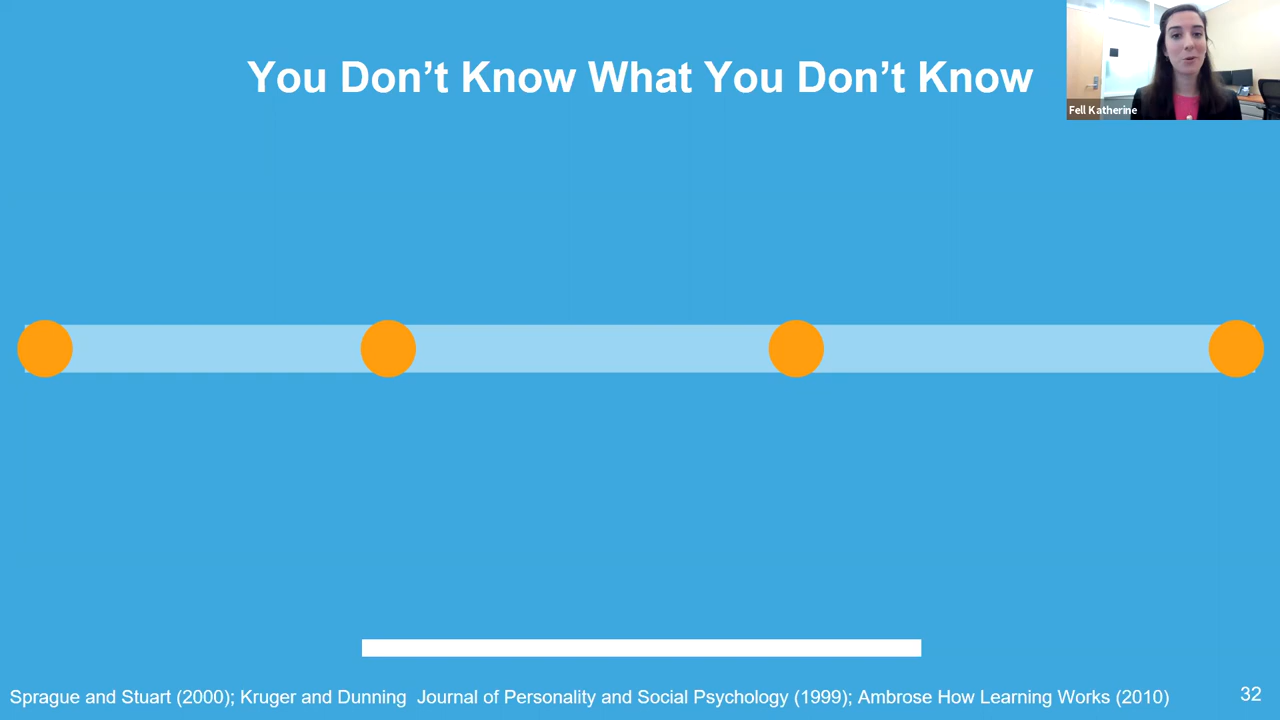 You Don’t Know What You Don’t Know
Fell Katherine
Sprague and Stuart (2000); Kruger and Dunning  Journal of Personality and Social Psychology (1999); Ambrose How Learning Works (2010)
32